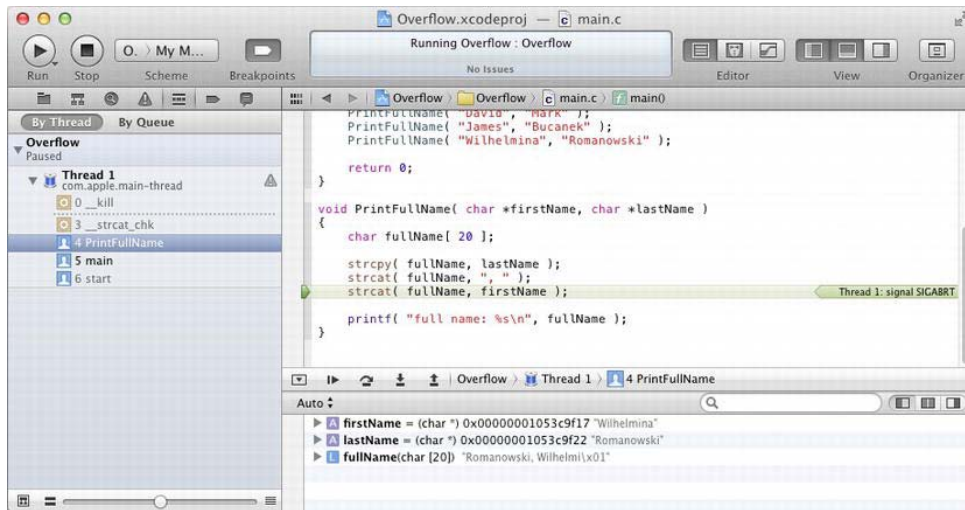 Overflow.xcodeproj — main.c
O. > My M...
Running Overflow : Overflow
No Issues
Run Stop Scheme Breakpoints Editor View Organizer
Overflow > Overflow > main.c > main()
By Thread By Queue
Overflow
Paused
Thread 1
com.apple.main-thread
0 __kill
3 __strcat_chk
4 PrintFullName
5 main
6 start
PrintFullName( "David", "Mark" );
PrintFullName( "James", "Bucanek" );
PrintFullName( "Wilhelmina", "Romanowski" );
return 0;
}
void PrintFullName( char *firstName, char *lastName )
{
char fullName[ 20 ];
strcpy( fullName, lastName );
strcat( fullName, ", " );
strcat( fullName, firstName );
Thread 1: signal SIGABRT
printf( "full name: %s\n", fullName );
}
Overflow > Thread 1 > 4 PrintFullName
Auto
A firstName = (char *) 0x00000001053c9f17 "Wilhelmina"
A lastName = (char *) 0x00000001053c9f22 "Romanowski"
L fullName(char [20]) "Romanowski, Wilhelmi\x01"